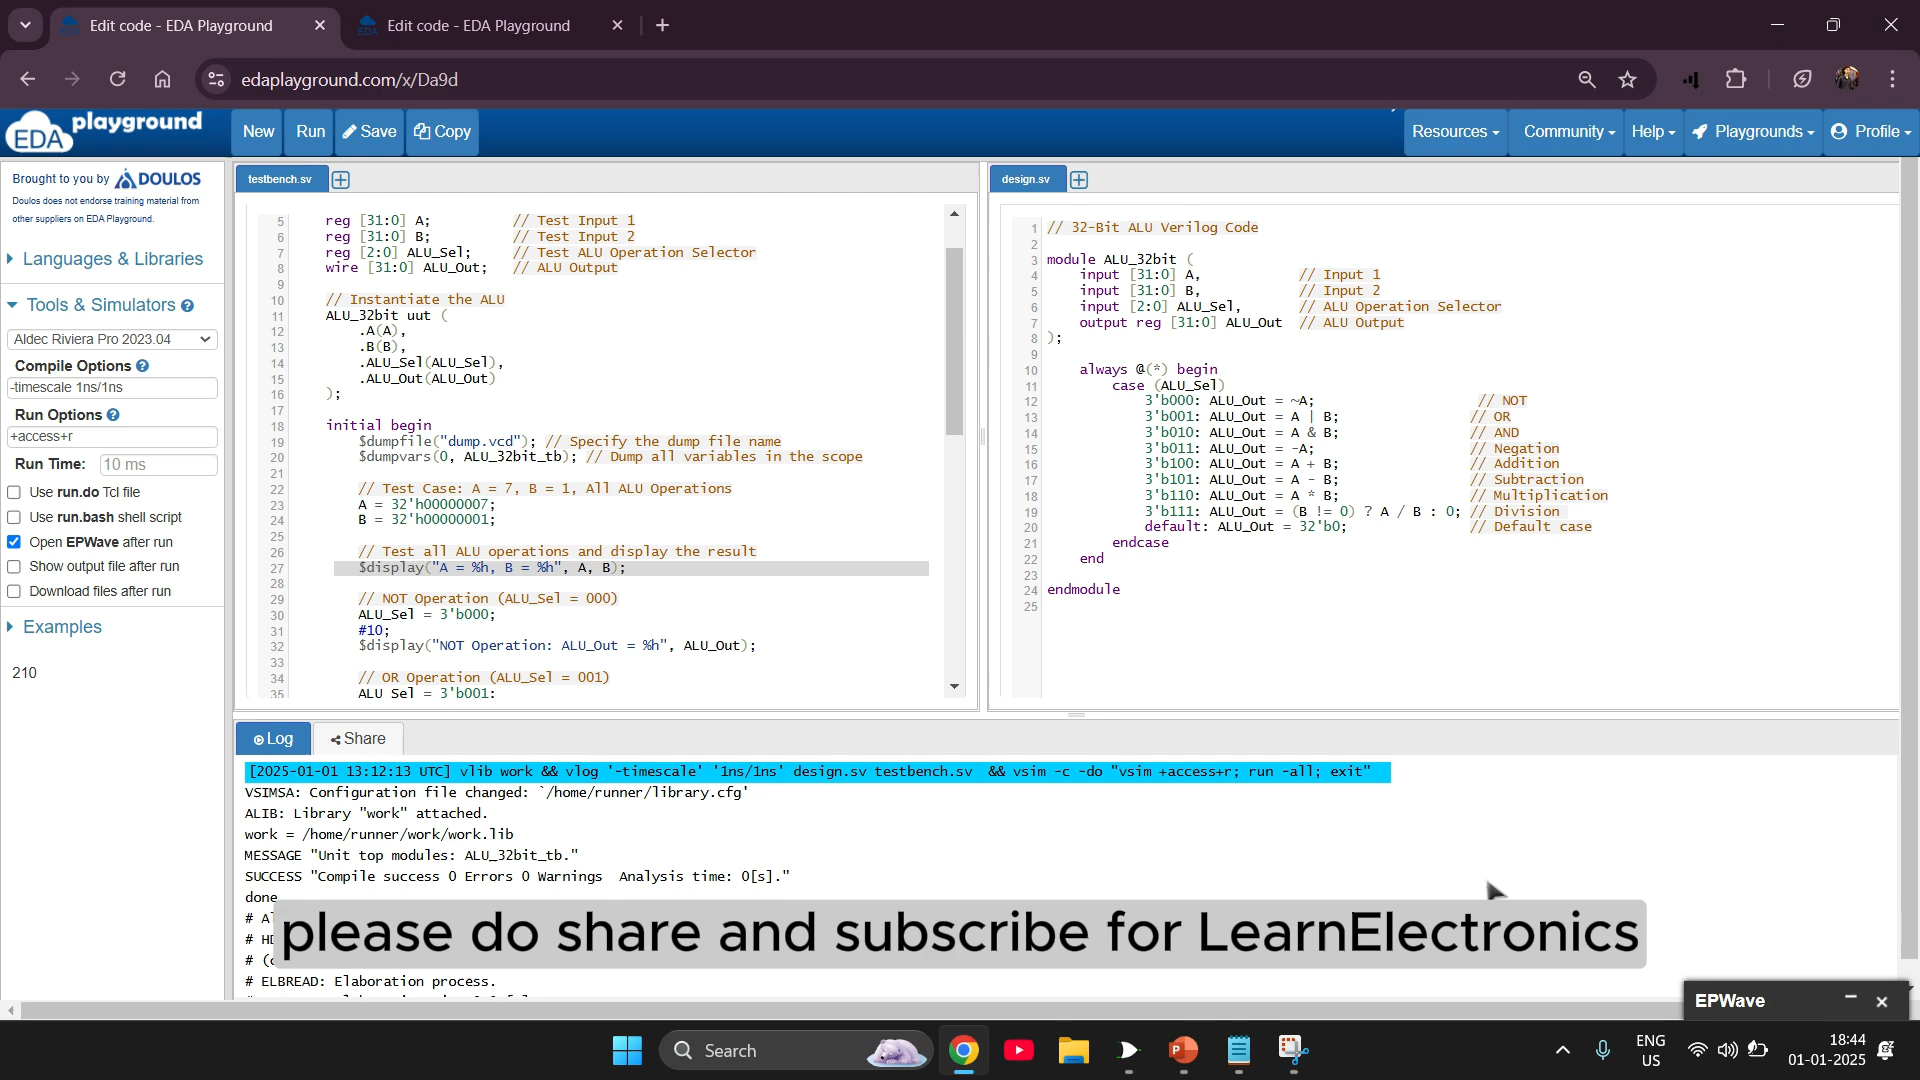 Edit code - EDA Playground
Edit code - EDA Playground
edaplayground.com/x/Da9d
EDA playground
New
Run
Save
Copy
Resources
Community
Help
Playgrounds
Profile
Brought to you by DOULOS
Doulos does not endorse training material from
other suppliers on EDA Playground.
Languages & Libraries
Tools & Simulators
Aldec Riviera Pro 2023.04
Compile Options
-timescale 1ns/1ns
Run Options
+access+r
Run Time: 10 ms
Use run.do Tcl file
Use run.bash shell script
Open EPWave after run
Show output file after run
Download files after run
Examples
210
testbench.sv
5 reg [31:0] A; // Test Input 1
6 reg [31:0] B; // Test Input 2
7 reg [2:0] ALU_Sel; // Test ALU Operation Selector
8 wire [31:0] ALU_Out; // ALU Output
9
10 // Instantiate the ALU
11 ALU_32bit uut (
12 .A(A),
13 .B(B),
14 .ALU_Sel(ALU_Sel),
15 .ALU_Out(ALU_Out)
16 );
17
18 initial begin
19 $dumpfile("dump.vcd"); // Specify the dump file name
20 $dumpvars(0, ALU_32bit_tb); // Dump all variables in the scope
21
22 // Test Case: A = 7, B = 1, All ALU Operations
23 A = 32'h00000007;
24 B = 32'h00000001;
25
26 // Test all ALU operations and display the result
27 $display("A = %h, B = %h", A, B);
28
29 // NOT Operation (ALU_Sel = 000)
30 ALU_Sel = 3'b000;
31 #10;
32 $display("NOT Operation: ALU_Out = %h", ALU_Out);
33
34 // OR Operation (ALU_Sel = 001)
35 ALU_Sel = 3'b001;
design.sv
1 // 32-Bit ALU Verilog Code
2
3 module ALU_32bit (
4 input [31:0] A, // Input 1
5 input [31:0] B, // Input 2
6 input [2:0] ALU_Sel, // ALU Operation Selector
7 output reg [31:0] ALU_Out // ALU Output
8 );
9
10 always @(*) begin
11 case (ALU_Sel)
12 3'b000: ALU_Out = ~A; // NOT
13 3'b001: ALU_Out = A | B; // OR
14 3'b010: ALU_Out = A & B; // AND
15 3'b011: ALU_Out = -A; // Negation
16 3'b100: ALU_Out = A + B; // Addition
17 3'b101: ALU_Out = A - B; // Subtraction
18 3'b110: ALU_Out = A * B; // Multiplication
19 3'b111: ALU_Out = (B != 0) ? A / B : 0; // Division
20 default: ALU_Out = 32'b0; // Default case
21 endcase
22 end
23
24 endmodule
25
Log
Share
[2025-01-01 13:12:13 UTC] vlib work && vlog '-timescale' '1ns/1ns' design.sv testbench.sv && vsim -c -do "vsim +access+r; run -all; exit"
VSIMSA: Configuration file changed: `/home/runner/library.cfg'
ALIB: Library "work" attached.
work = /home/runner/work/work.lib
MESSAGE "Unit top modules: ALU_32bit_tb."
SUCCESS "Compile success 0 Errors 0 Warnings Analysis time: 0[s]."
done
please do share and subscribe for LearnElectronics
# ELBREAD: Elaboration process.
EPWave
Search
ENG
US
18:44
01-01-2025